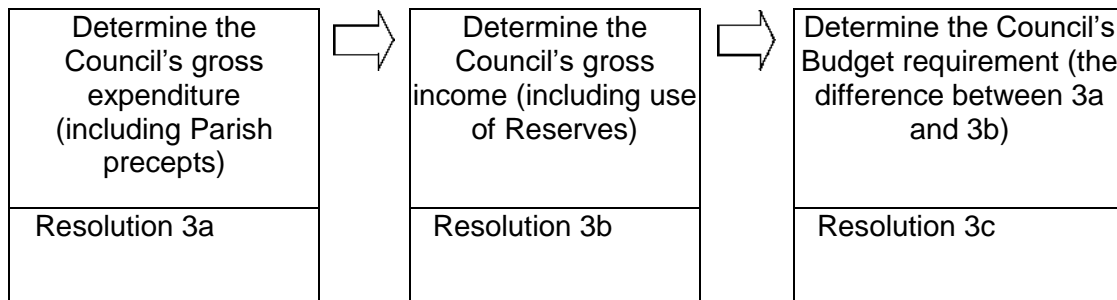 Determine the
Council's gross
expenditure
(including Parish
precepts)
Resolution 3a
Determine the
Council's gross
income (including use
of Reserves)
Resolution 3b
Determine the Council's
Budget requirement (the
difference between 3a
and 3b)
Resolution 3c